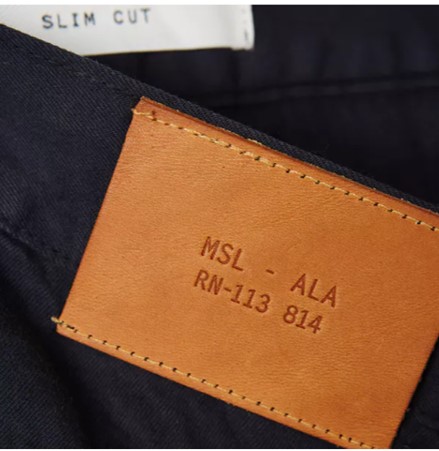 SLIM CUT
MSL - ALA
RN-113 814